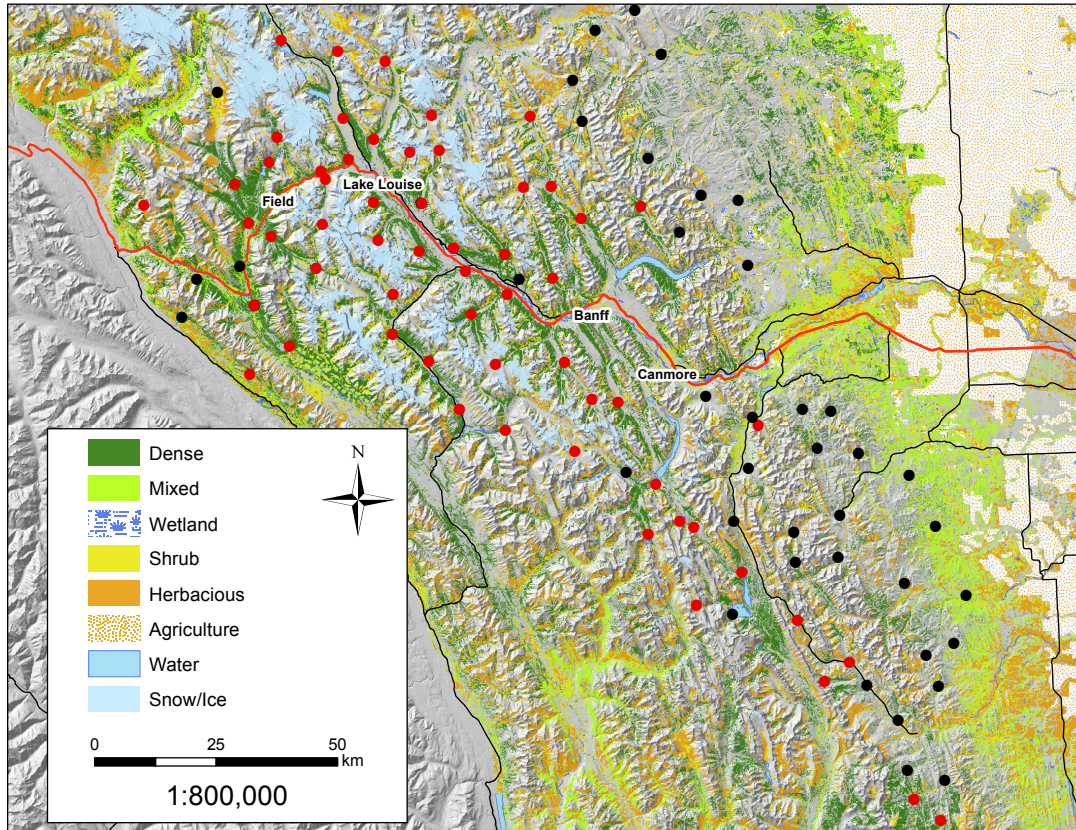 Lake Louise
Field
Banff
Canmore
Dense
Mixed
Wetland
Shrub
Herbacious
Agriculture
Water
Snow/Ice
N
0 25 50
km
1:800,000